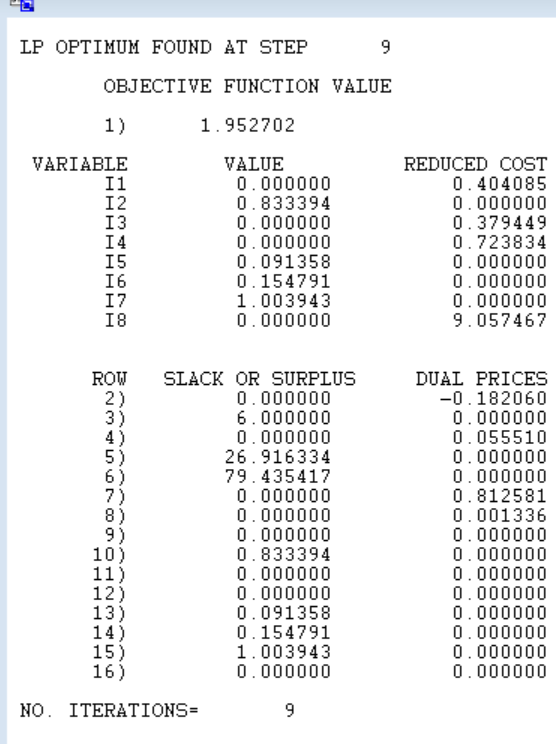 LP OPTIMUM FOUND AT STEP 9
OBJECTIVE FUNCTION VALUE
1) 1.952702
VARIABLE VALUE REDUCED COST
I1 0.000000 0.404085
I2 0.833394 0.000000
I3 0.000000 0.379449
I4 0.000000 0.723834
I5 0.091358 0.000000
I6 0.154791 0.000000
I7 1.003943 0.000000
I8 0.000000 9.057467
ROW SLACK OR SURPLUS DUAL PRICES
2) 0.000000 -0.182060
3) 6.000000 0.000000
4) 0.000000 0.055510
5) 26.916334 0.000000
6) 79.435417 0.000000
7) 0.000000 0.812581
8) 0.000000 0.001336
9) 0.000000 0.000000
10) 0.833394 0.000000
11) 0.000000 0.000000
12) 0.000000 0.000000
13) 0.091358 0.000000
14) 0.154791 0.000000
15) 1.003943 0.000000
16) 0.000000 0.000000
NO. ITERATIONS= 9